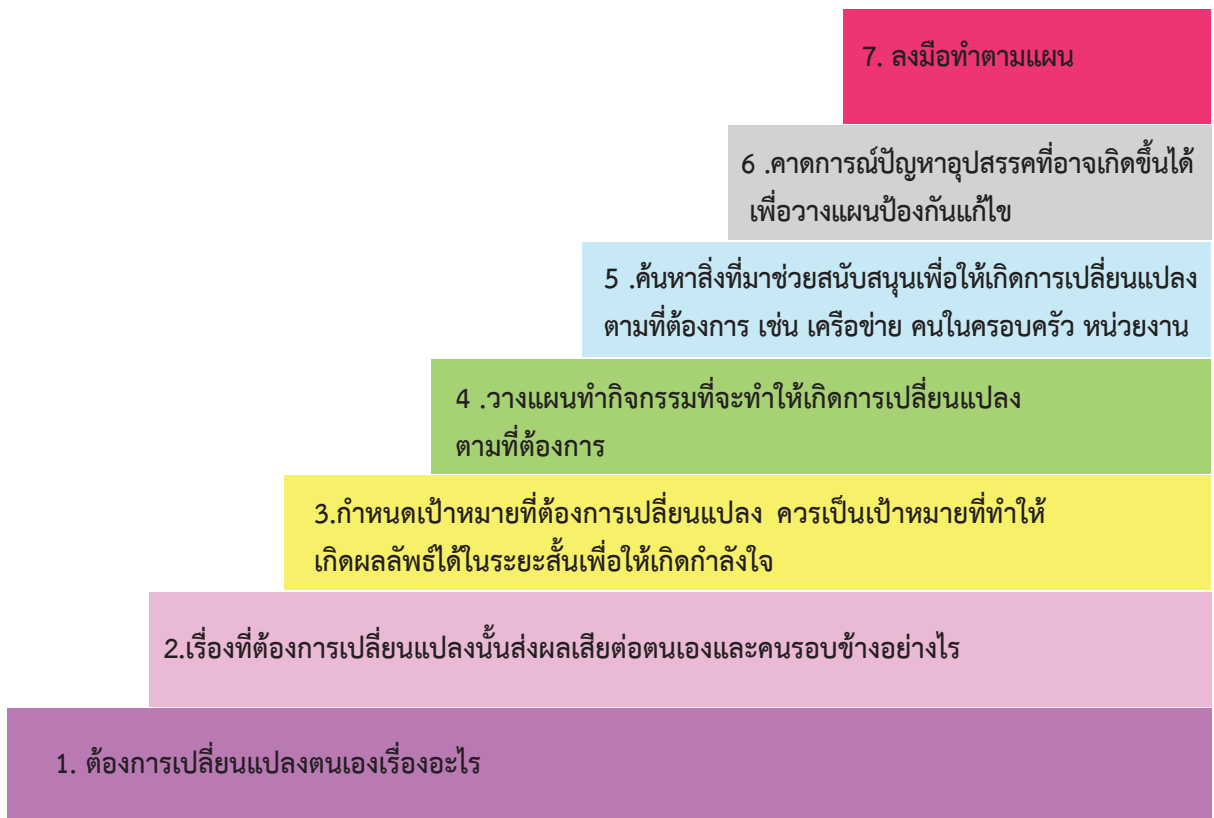 7. ลงมือทำตามแผน
6 .คาดการณ์ปัญหาอุปสรรคที่อาจเกิดขึ้นได้
เพื่อวางแผนป้องกันแก้ไข
5 .ค้นหาสิ่งที่มาช่วยสนับสนุนเพื่อให้เกิดการเปลี่ยนแปลง
ตามที่ต้องการ เช่น เครือข่าย คนในครอบครัว หน่วยงาน
4 .วางแผนทำกิจกรรมที่จะทำให้เกิดการเปลี่ยนแปลง
ตามที่ต้องการ
3.กำหนดเป้าหมายที่ต้องการเปลี่ยนแปลง ควรเป็นเป้าหมายที่ทำให้
เกิดผลลัพธ์ได้ในระยะสั้นเพื่อให้เกิดกำลังใจ
2.เรื่องที่ต้องการเปลี่ยนแปลงนั้นส่งผลเสียต่อตนเองและคนรอบข้างอย่างไร
1. ต้องการเปลี่ยนแปลงตนเองเรื่องอะไร